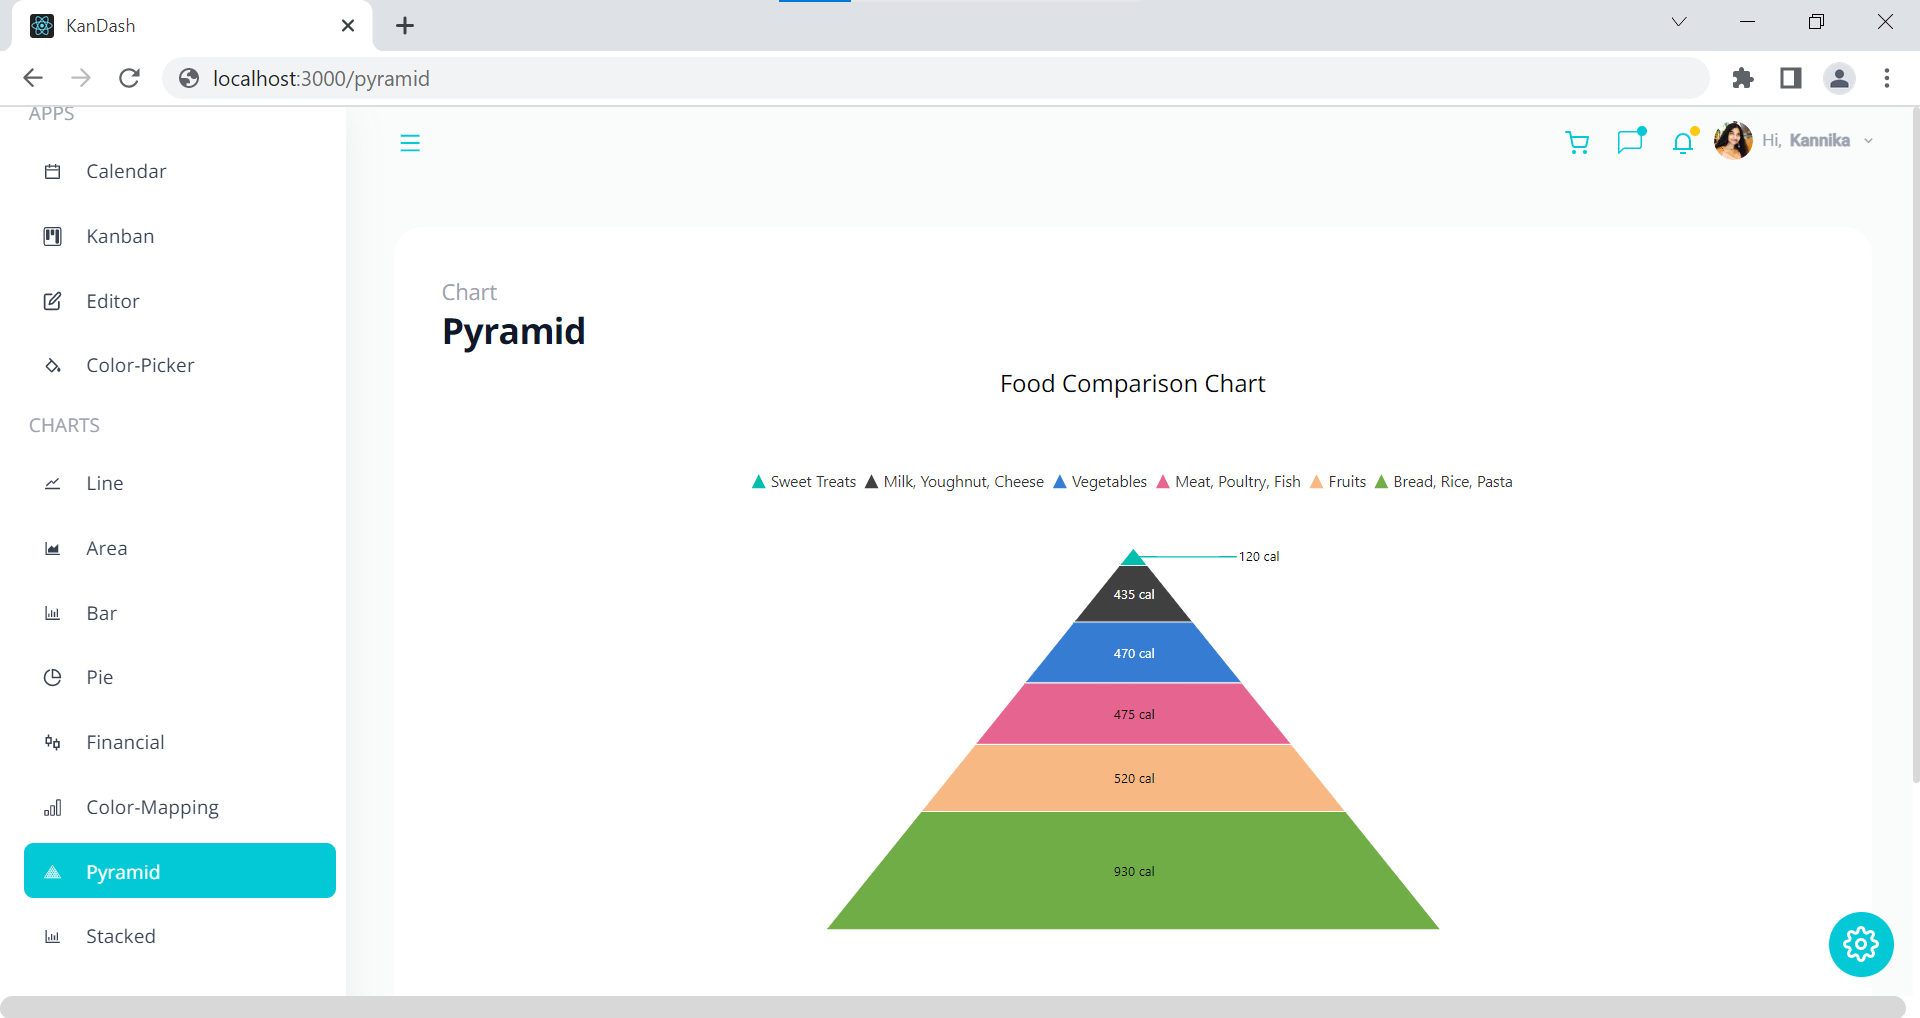 KanDash
localhost:3000/pyramid
APPS
Calendar
Kanban
Editor
Color-Picker
CHARTS
Line
Area
Bar
Pie
Financial
Color-Mapping
Pyramid
Stacked
Hi, Kannika
Chart
Pyramid
Food Comparison Chart
Sweet Treats Milk, Youghnut, Cheese Vegetables Meat, Poultry, Fish Fruits Bread, Rice, Pasta
120 cal
435 cal
470 cal
475 cal
520 cal
930 cal